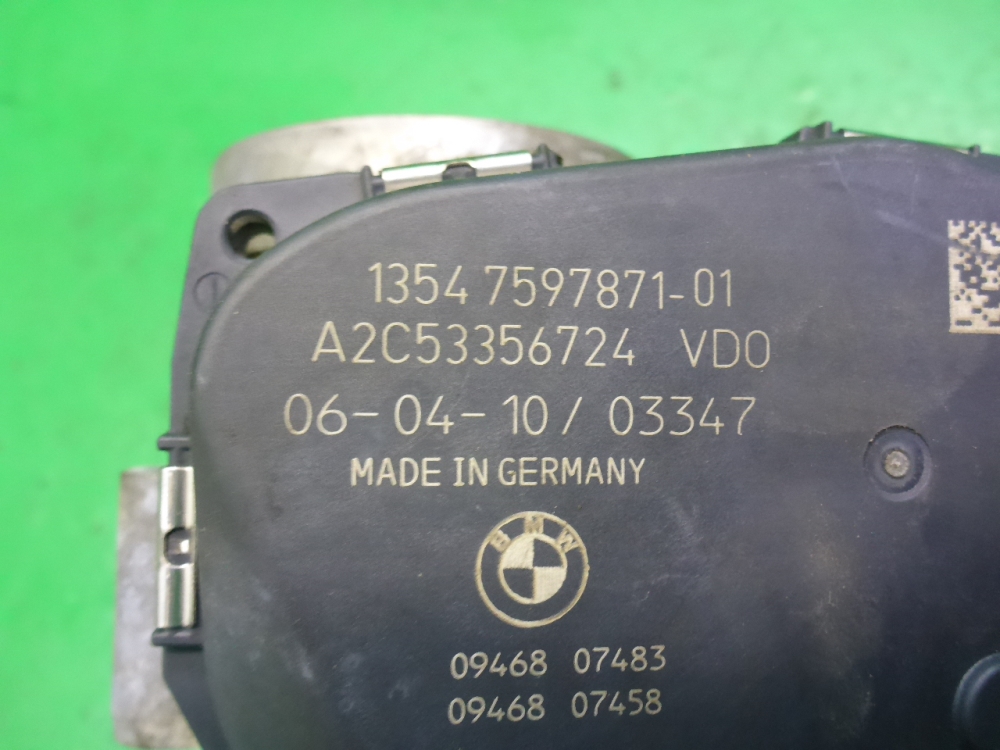 1354 7597871-01
A2C53356724 VDO
06-04-10/ 03347
MADE IN GERMANY
BMW
09468 07483
09468 07458